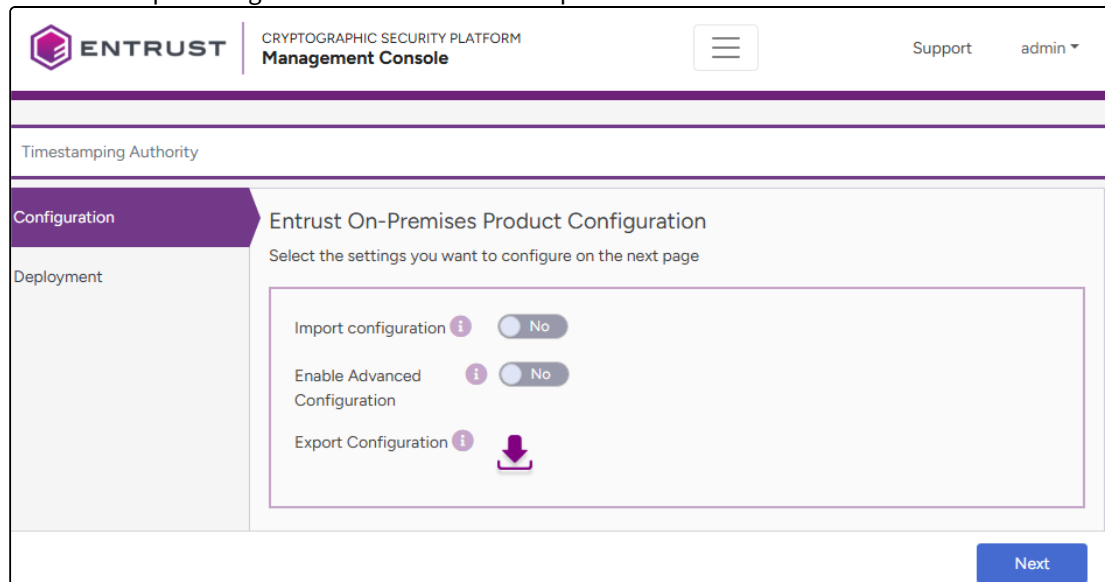 ENTRUST
CRYPTOGRAPHIC SECURITY PLATFORM
Management Console
Support
admin
Timestamping Authority
Configuration
Deployment
Entrust On-Premises Product Configuration
Select the settings you want to configure on the next page
Import configuration i No
Enable Advanced i No
Configuration
Export Configuration i
Next